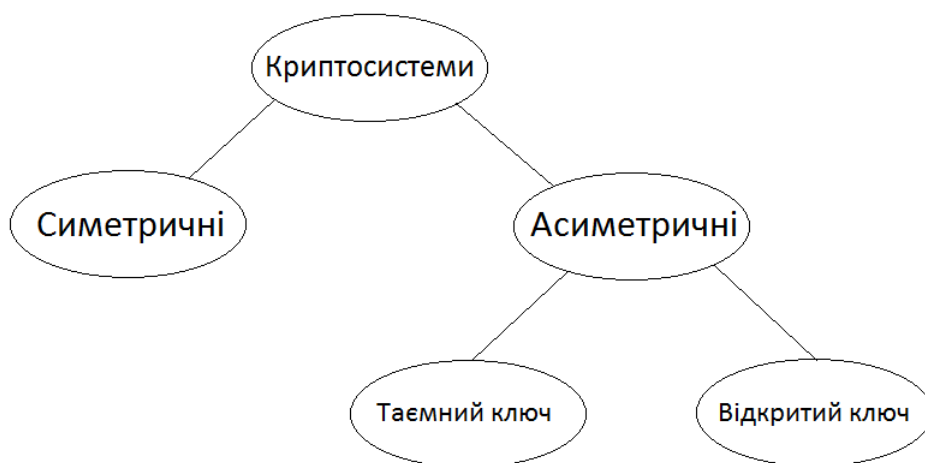 Криптосистеми
Симетричні
Асиметричні
Таємний ключ
Відкритий ключ